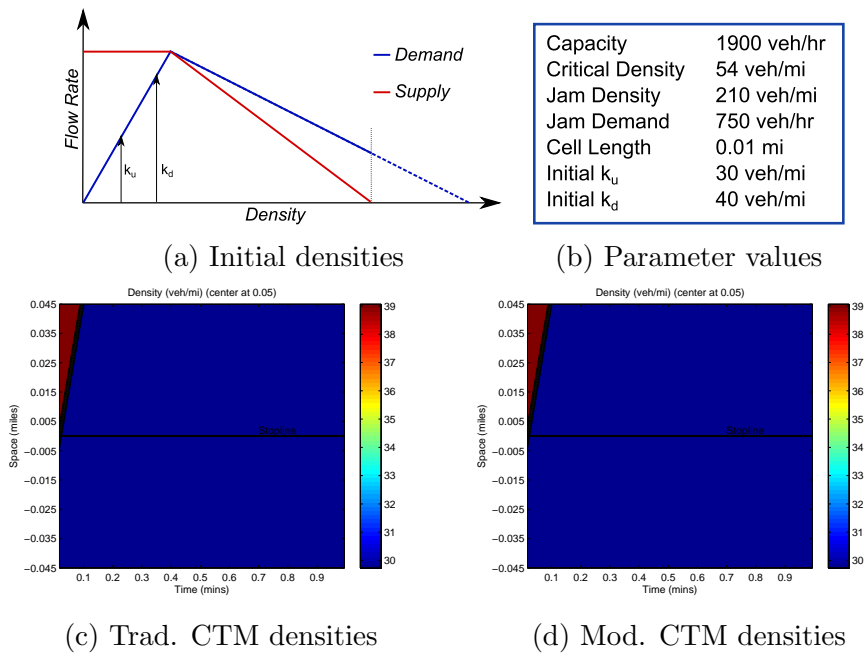 Flow Rate
Demand
Supply
k_u
k_d
Density
(a) Initial densities
Capacity 1900 veh/hr
Critical Density 54 veh/mi
Jam Density 210 veh/mi
Jam Demand 750 veh/hr
Cell Length 0.01 mi
Initial k_u 30 veh/mi
Initial k_d 40 veh/mi
(b) Parameter values
Density (veh/mi) (center at 0.05)
Space (miles)
0.045
0.035
0.025
0.015
0.005
−0.005
−0.015
−0.025
−0.035
−0.045
Stopline
0.1 0.2 0.3 0.4 0.5 0.6 0.7 0.8 0.9
Time (mins)
39
38
37
36
35
34
33
32
31
30
(c) Trad. CTM densities
Density (veh/mi) (center at 0.05)
Space (miles)
0.045
0.035
0.025
0.015
0.005
−0.005
−0.015
−0.025
−0.035
−0.045
Stopline
0.1 0.2 0.3 0.4 0.5 0.6 0.7 0.8 0.9
Time (mins)
39
38
37
36
35
34
33
32
31
30
(d) Mod. CTM densities